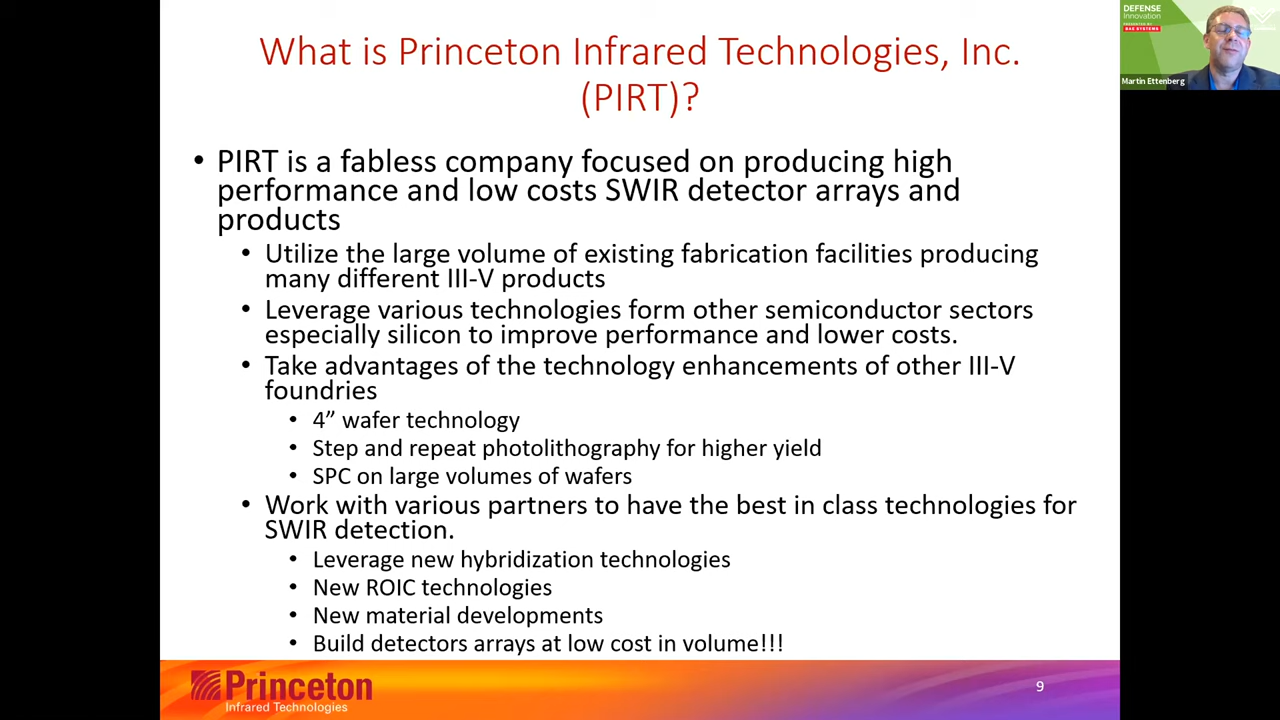 What is Princeton Infrared Technologies, Inc.
(PIRT)?
• PIRT is a fabless company focused on producing high
performance and low costs SWIR detector arrays and
products
• Utilize the large volume of existing fabrication facilities producing
many different III-V products
• Leverage various technologies form other semiconductor sectors
especially silicon to improve performance and lower costs.
• Take advantages of the technology enhancements of other III-V
foundries
• 4” wafer technology
• Step and repeat photolithography for higher yield
• SPC on large volumes of wafers
• Work with various partners to have the best in class technologies for
SWIR detection.
• Leverage new hybridization technologies
• New ROIC technologies
• New material developments
• Build detectors arrays at low cost in volume!!!
Princeton
Infrared Technologies
9
DEFENSE
Innovation
BAE SYSTEMS
Martin Ettenberg